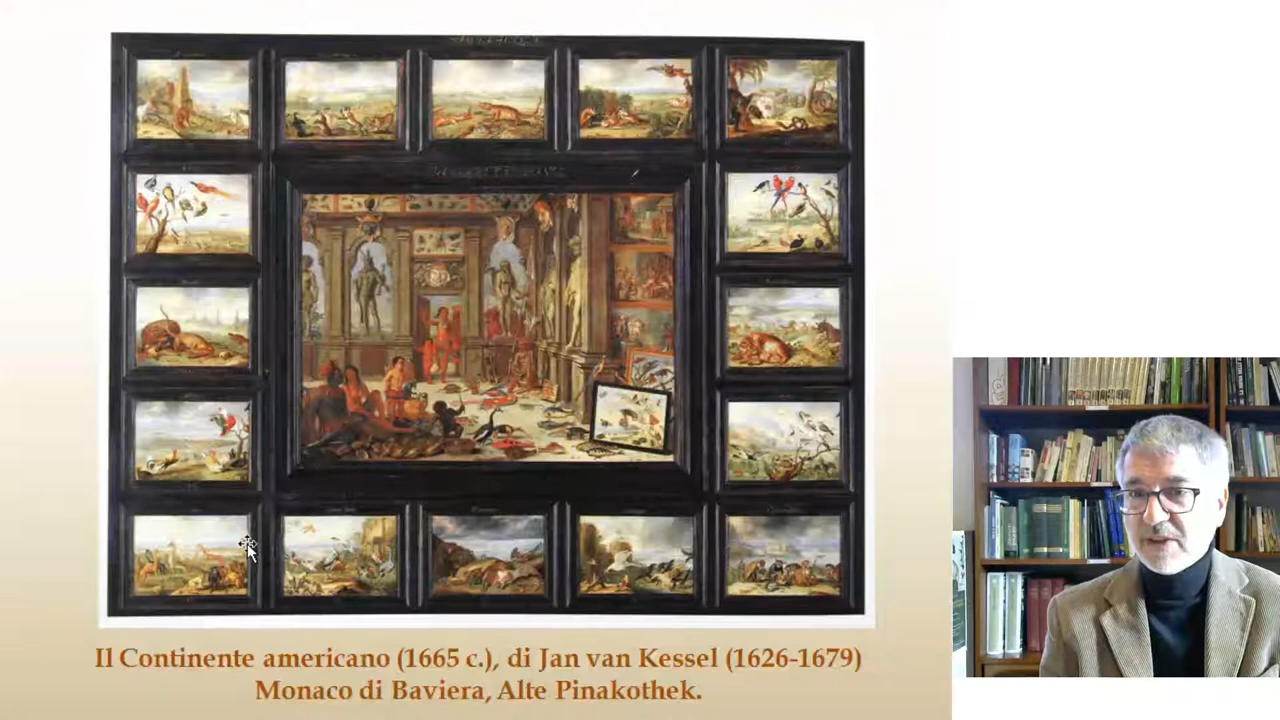 Il Continente americano (1665 c.), di Jan van Kessel (1626-1679)
Monaco di Baviera, Alte Pinakothek.